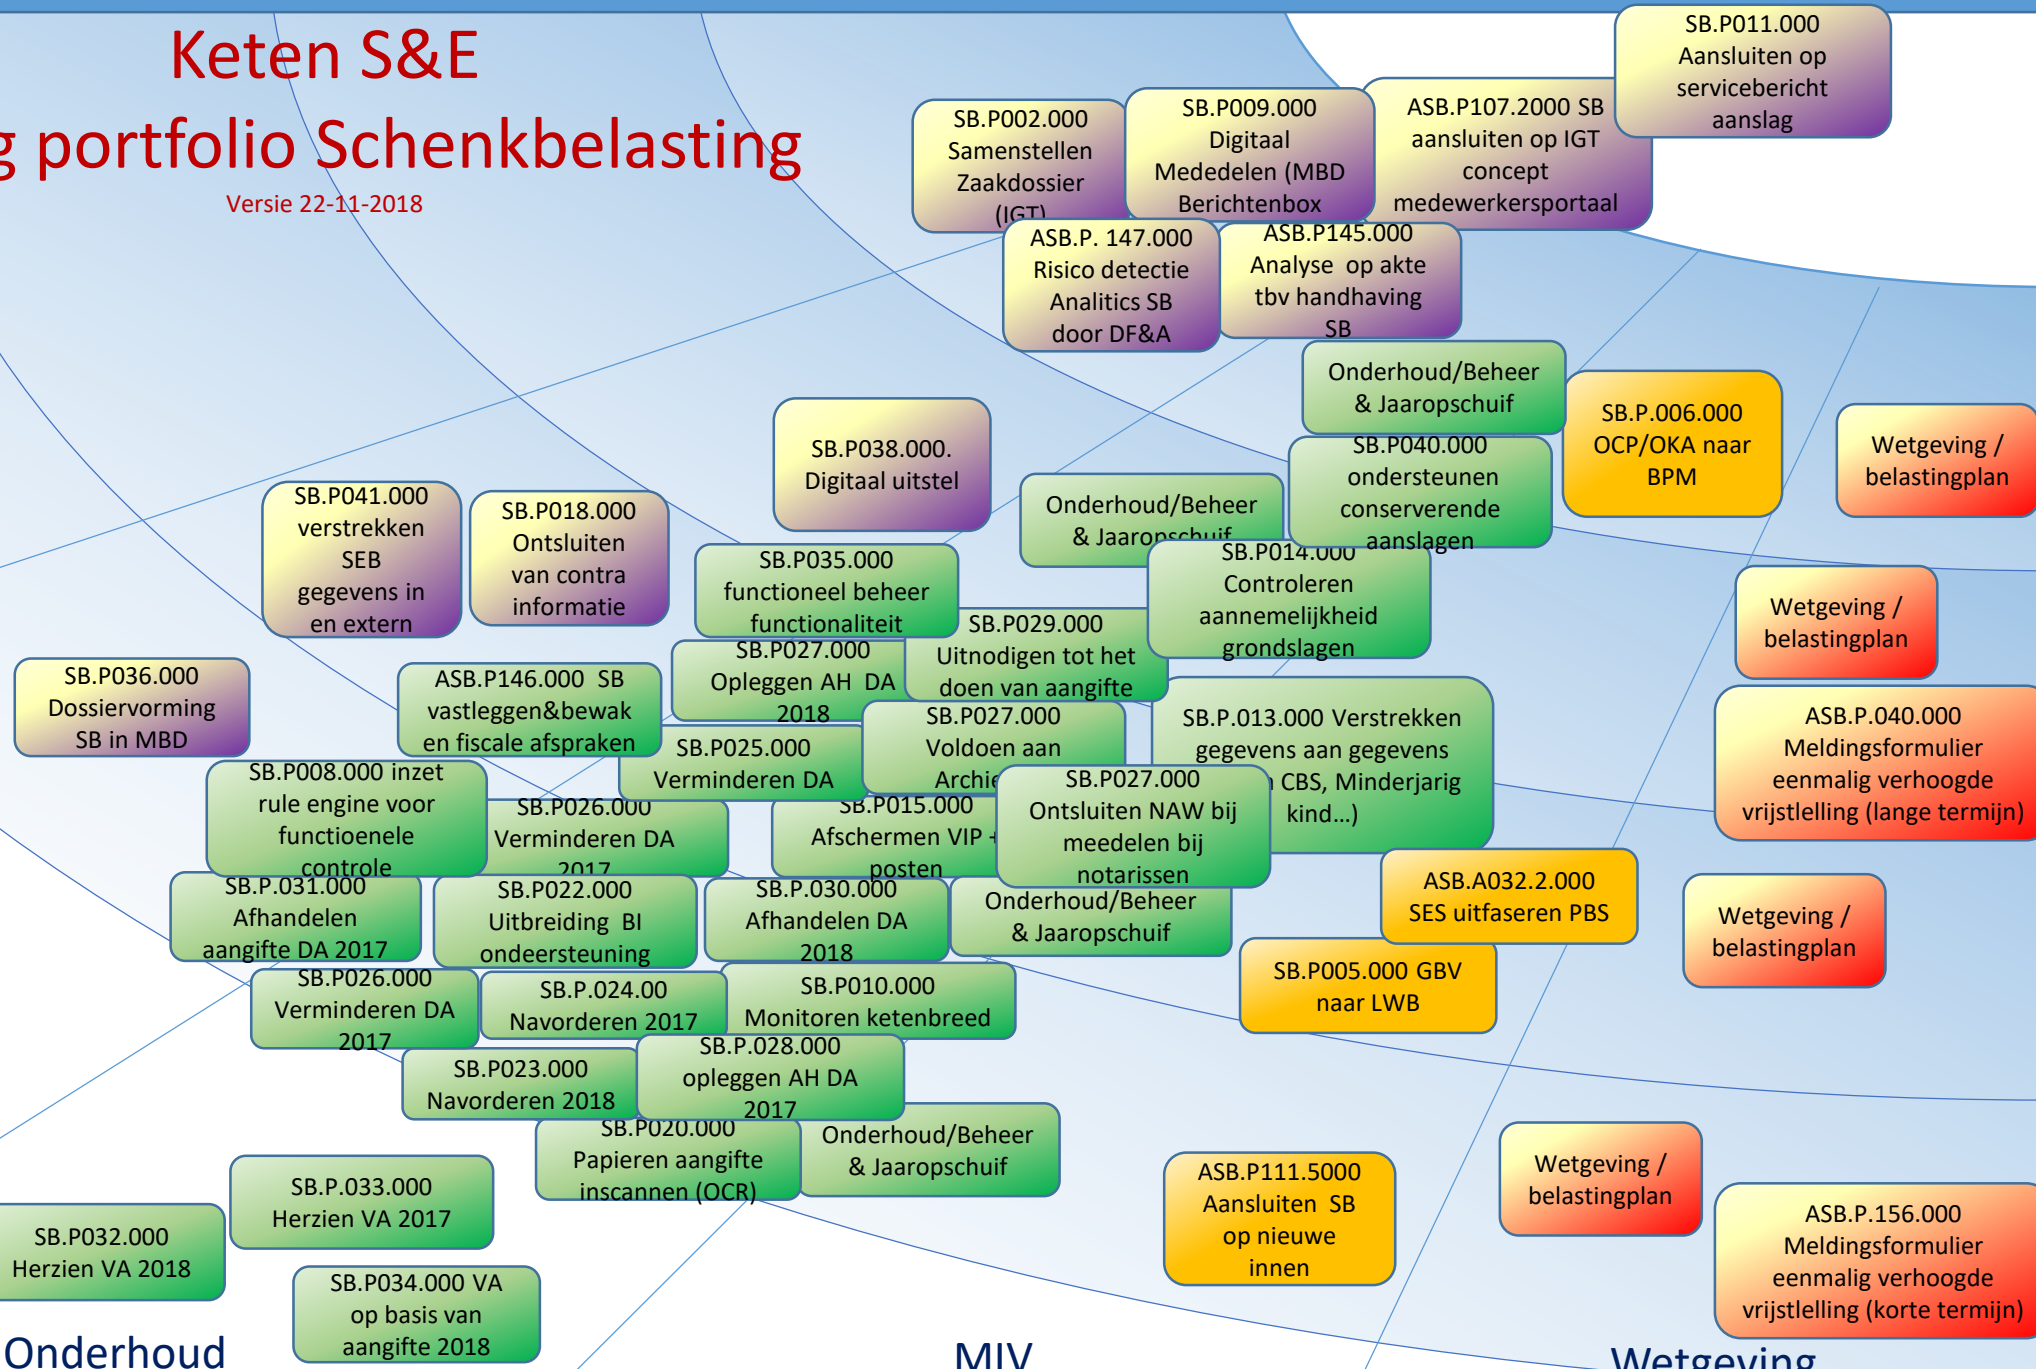 Keten S&E
g portfolio Schenkbelasting
Versie 22-11-2018
SB.P011.000
Aansluiten op
servicebericht
aanslag
SB.P002.000
Samenstellen
Zaakdossier
(IGT)
SB.P009.000
Digitaal
Mededelen (MBD
Berichtenbox
ASB.P107.2000 SB
aansluiten op IGT
concept
medewerkersportaal
ASB.P. 147.000
Risico detectie
Analitics SB
door DF&A
ASB.P145.000
Analyse op akte
tbv handhaving
SB
Onderhoud/Beheer
& Jaaropschuif
SB.P.006.000
OCP/OKA naar
BPM
Wetgeving /
belastingplan
SB.P038.000.
Digitaal uitstel
SB.P040.000
ondersteunen
conserverende
aanslagen
Onderhoud/Beheer
& Jaaropschuif
SB.P041.000
verstrekken
SEB
gegevens in
en extern
SB.P018.000
Ontsluiten
van contra
informatie
SB.P035.000
functioneel beheer
functionaliteit
SB.P014.000
Controleren
aannemelijkheid
grondslagen
Wetgeving /
belastingplan
SB.P029.000
Uitnodigen tot het
doen van aangifte
SB.P027.000
Opleggen AH DA
2018
SB.P036.000
Dossiervorming
SB in MBD
ASB.P146.000 SB
vastleggen&bewak
en fiscale afspraken
SB.P025.000
Verminderen DA
SB.P027.000
Voldoen aan
Archie
SB.P.013.000 Verstrekken
gegevens aan gegevens
CBS, Minderjarig
kind...)
ASB.P.040.000
Meldingsformulier
eenmalig verhoogde
vrijstlelling (lange termijn)
SB.P008.000 inzet
rule engine voor
functioenele
controle
SB.P026.000
Verminderen DA
2017
SB.P015.000
Afschermen VIP +
posten
SB.P027.000
Ontsluiten NAW bij
meedelen bij
notarissen
SB.P.031.000
Afhandelen
aangifte DA 2017
SB.P022.000
Uitbreiding BI
ondeersteuning
SB.P.030.000
Afhandelen DA
2018
Onderhoud/Beheer
& Jaaropschuif
ASB.A032.2.000
SES uitfaseren PBS
Wetgeving /
belastingplan
SB.P026.000
Verminderen DA
2017
SB.P.024.00
Navorderen 2017
SB.P010.000
Monitoren ketenbreed
SB.P005.000 GBV
naar LWB
SB.P023.000
Navorderen 2018
SB.P.028.000
opleggen AH DA
2017
SB.P020.000
Papieren aangifte
inscannen (OCR)
Onderhoud/Beheer
& Jaaropschuif
ASB.P111.5000
Aansluiten SB
op nieuwe
innen
Wetgeving /
belastingplan
ASB.P.156.000
Meldingsformulier
eenmalig verhoogde
vrijstlelling (korte termijn)
SB.P.033.000
Herzien VA 2017
SB.P032.000
Herzien VA 2018
SB.P034.000 VA
op basis van
aangifte 2018
Onderhoud
MIV
Wetgeving